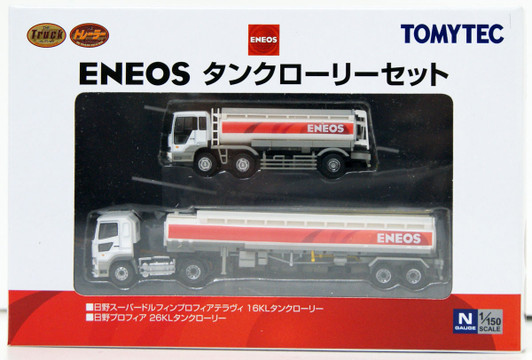 The Truck
トレーラー
ENEOS
TOMYTEC
ENEOS タンクローリーセット
ENEOS
ENEOS
■日野スーパードルフィンプロフィアテラヴィ 16KLタンクローリー
■日野プロフィア 26KLタンクローリー
N GAUGE
1/150 SCALE